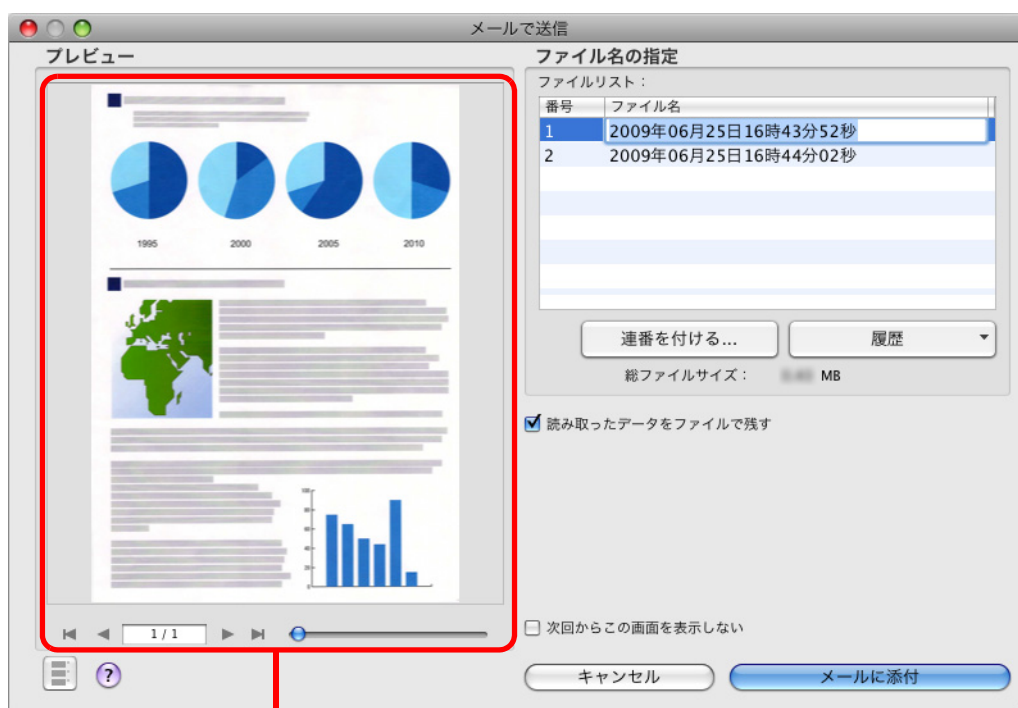 メールで送信
プレビュー
1995 2000 2005 2010
100
1 / 1
ファイル名の指定
ファイルリスト：
番号 ファイル名
1 2009年06月25日16時43分52秒
2 2009年06月25日16時44分02秒
連番を付ける...
履歴
総ファイルサイズ： MB
読み取ったデータをファイルで残す
次回からこの画面を表示しない
?
キャンセル
メールに添付